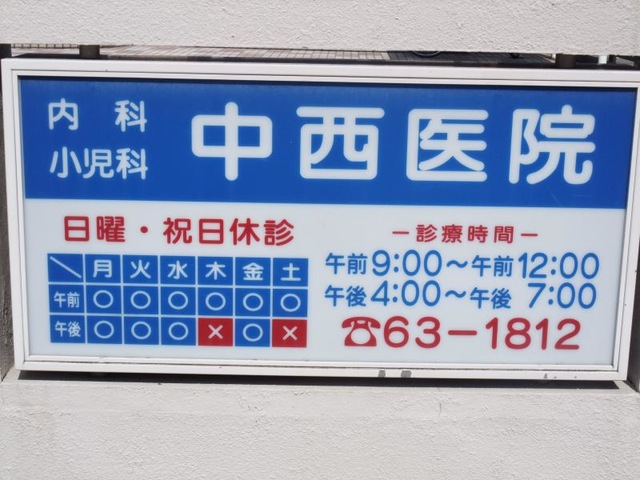 内科
小児科
中西医院
日曜・祝日休診
＼ 月 火 水 木 金 土
午前 ○ ○ ○ ○ ○ ○
午後 ○ ○ ○ × ○ ×
ー診療時間ー
午前9:00〜午前12:00
午後4:00〜午後 7:00
☎63-1812